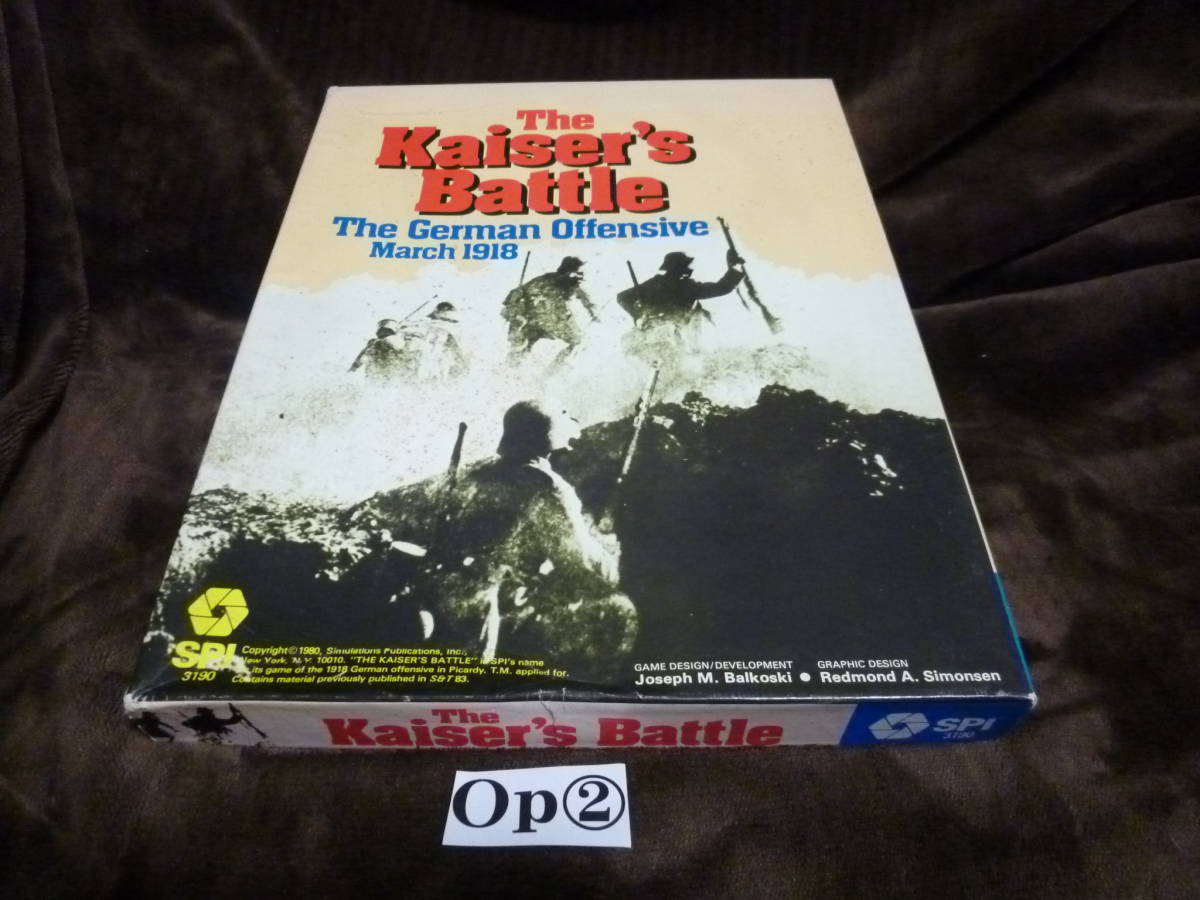 The
Kaiser's
Battle
The German Offensive
March 1918
SPI
3190
Copyright©1980, Simulations Publications, Inc.,
New York, N.Y. 10010. "THE KAISER'S BATTLE" is SPI's name
its game of the 1918 German offensive in Picardy. T.M. applied for.
Contains material previously published in S&T 83.
GAME DESIGN/DEVELOPMENT
Joseph M. Balkoski ●
GRAPHIC DESIGN
Redmond A. Simonsen
The
Kaiser's Battle
SPI
3190
Op②